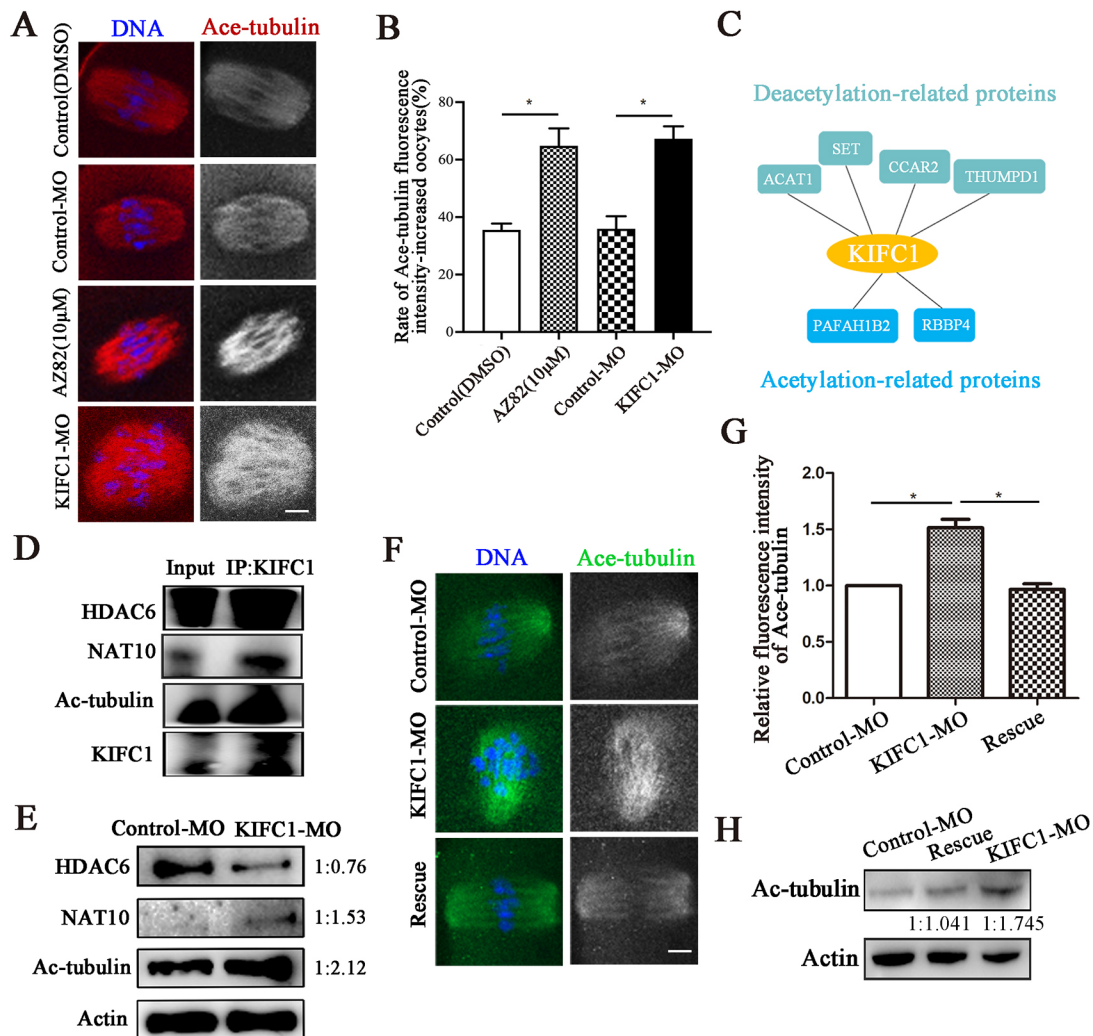 A
DNA
Ace-tubulin
Control(DMSO)
Control-MO
AZ82(10μM)
KIFC1-MO
B
Rate of Ace-tubulin fluorescence
intensity-increased oocytes(%)
80
60
40
20
0
*
*
Control(DMSO)
AZ82(10μM)
Control-MO
KIFC1-MO
C
Deacetylation-related proteins
ACAT1
SET
CCAR2
THUMPD1
KIFC1
PAFAH1B2
RBBP4
Acetylation-related proteins
D
Input IP:KIFC1
HDAC6
NAT10
Ac-tubulin
KIFC1
E
Control-MO KIFC1-MO
HDAC6 1:0.76
NAT10 1:1.53
Ac-tubulin 1:2.12
Actin
F
DNA
Ace-tubulin
Control-MO
KIFC1-MO
Rescue
G
Relative fluorescence intensity
of Ace-tubulin
2.0
1.5
1.0
0.5
0.0
*
*
Control-MO
KIFC1-MO
Rescue
H
Control-MO
Rescue
KIFC1-MO
Ac-tubulin
1:1.041 1:1.745
Actin